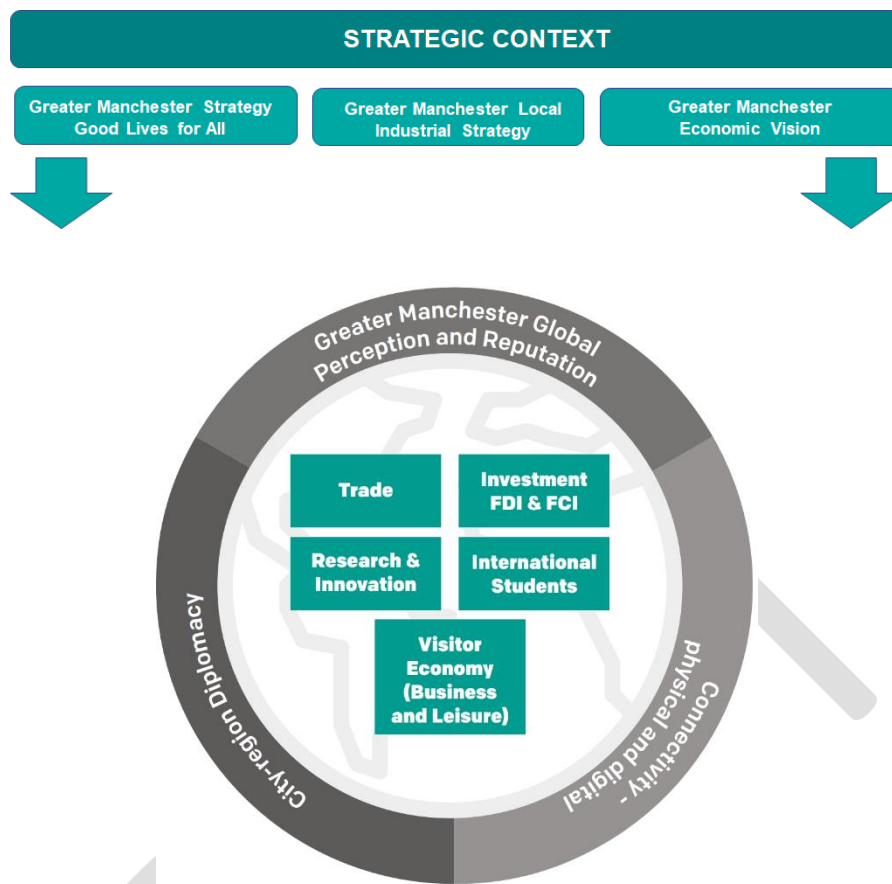 STRATEGIC CONTEXT
Greater Manchester Strategy
Good Lives for All
Greater Manchester Local
Industrial Strategy
Greater Manchester
Economic Vision
Greater Manchester Global
Perception and Reputation
Trade
Investment
FDI & FCI
Research &
Innovation
International
Students
Visitor
Economy
(Business
and Leisure)
City-region Diplomacy
Connectivity -
physical and digital